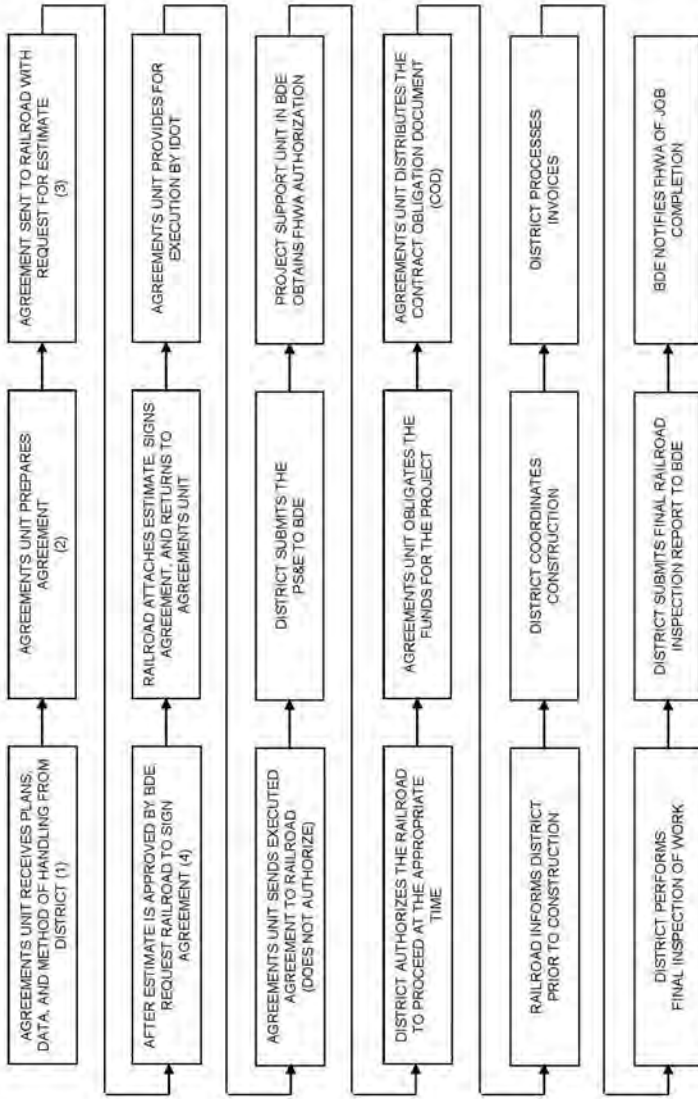 AGREEMENTS UNIT RECEIVES PLANS,
DATA, AND METHOD OF HANDLING FROM
DISTRICT (1)
AGREEMENTS UNIT PREPARES
AGREEMENT
(2)
AGREEMENT SENT TO RAILROAD WITH
REQUEST FOR ESTIMATE
(3)
AFTER ESTIMATE IS APPROVED BY BDE,
REQUEST RAILROAD TO SIGN
AGREEMENT (4)
RAILROAD ATTACHES ESTIMATE, SIGNS
AGREEMENT, AND RETURNS TO
AGREEMENTS UNIT
AGREEMENTS UNIT PROVIDES FOR
EXECUTION BY IDOT.
AGREEMENTS UNIT SENDS EXECUTED
AGREEMENT TO RAILROAD
(DOES NOT AUTHORIZE)
DISTRICT SUBMITS THE
PS&E TO BDE
PROJECT SUPPORT UNIT IN BDE
OBTAINS FHWA AUTHORIZATION
DISTRICT AUTHORIZES THE RAILROAD
TO PROCEED AT THE APPROPRIATE
TIME
AGREEMENTS UNIT OBLIGATES THE
FUNDS FOR THE PROJECT
AGREEMENTS UNIT DISTRIBUTES THE
CONTRACT OBLIGATION DOCUMENT
(COD)
RAILROAD INFORMS DISTRICT
PRIOR TO CONSTRUCTION
DISTRICT COORDINATES
CONSTRUCTION
DISTRICT PROCESSES
INVOICES
DISTRICT PERFORMS
FINAL INSPECTION OF WORK
DISTRICT SUBMITS FINAL RAILROAD
INSPECTION REPORT TO BDE
BDE NOTIFIES FHWA OF JOB
COMPLETION